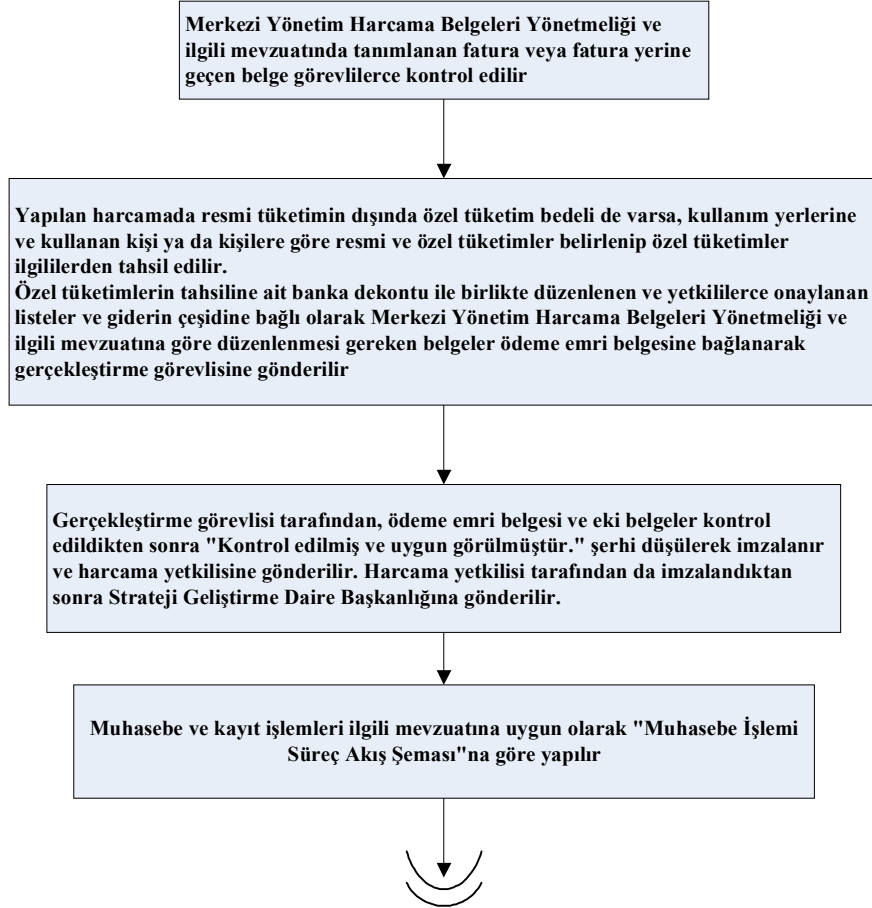 Merkezi Yönetim Harcama Belgeleri Yönetmeliği ve
ilgili mevzuatında tanımlanan fatura veya fatura yerine
geçen belge görevlilerce kontrol edilir
Yapılan harcamada resmi tüketimin dışında özel tüketim bedeli de varsa, kullanım yerlerine
ve kullanan kişi ya da kişilere göre resmi ve özel tüketimler belirlenip özel tüketimler
ilgililerden tahsil edilir.
Özel tüketimlerin tahsiline ait banka dekontu ile birlikte düzenlenen ve yetkililerce onaylanan
listeler ve giderin çeşidine bağlı olarak Merkezi Yönetim Harcama Belgeleri Yönetmeliği ve
ilgili mevzuatına göre düzenlenmesi gereken belgeler ödeme emri belgesine bağlanarak
gerçekleştirme görevlisine gönderilir
Gerçekleştirme görevlisi tarafından, ödeme emri belgesi ve eki belgeler kontrol
edildikten sonra "Kontrol edilmiş ve uygun görülmüştür." şerhi düşülerek imzalanır
ve harcama yetkilisine gönderilir. Harcama yetkilisi tarafından da imzalandıktan
sonra Strateji Geliştirme Daire Başkanlığına gönderilir.
Muhasebe ve kayıt işlemleri ilgili mevzuatına uygun olarak "Muhasebe İşlemi
Süreç Akış Şeması"na göre yapılır